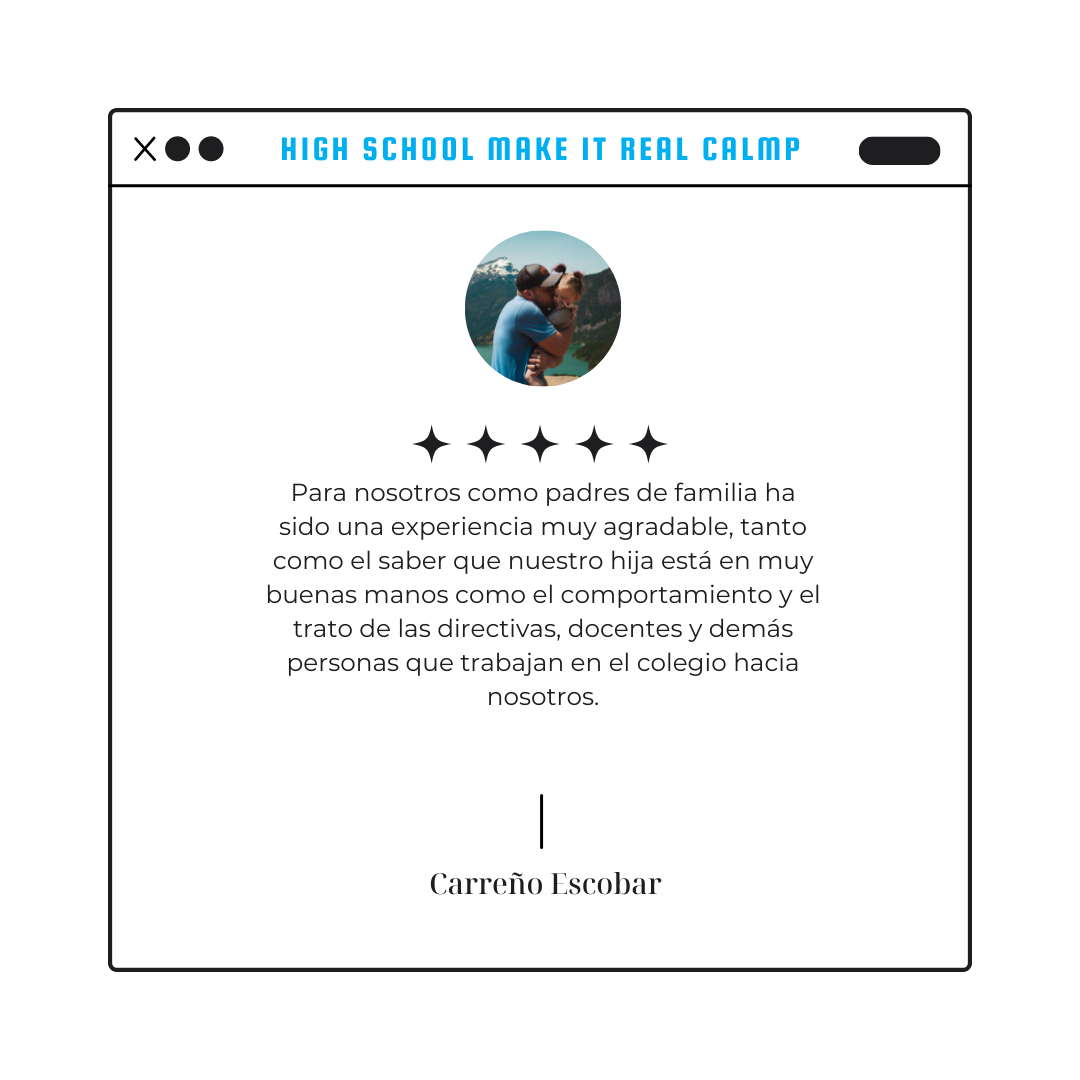 HIGH SCHOOL MAKE IT REAL CALMP
Para nosotros como padres de familia ha
sido una experiencia muy agradable, tanto
como el saber que nuestro hija está en muy
buenas manos como el comportamiento y el
trato de las directivas, docentes y demás
personas que trabajan en el colegio hacia
nosotros.
Carreño Escobar